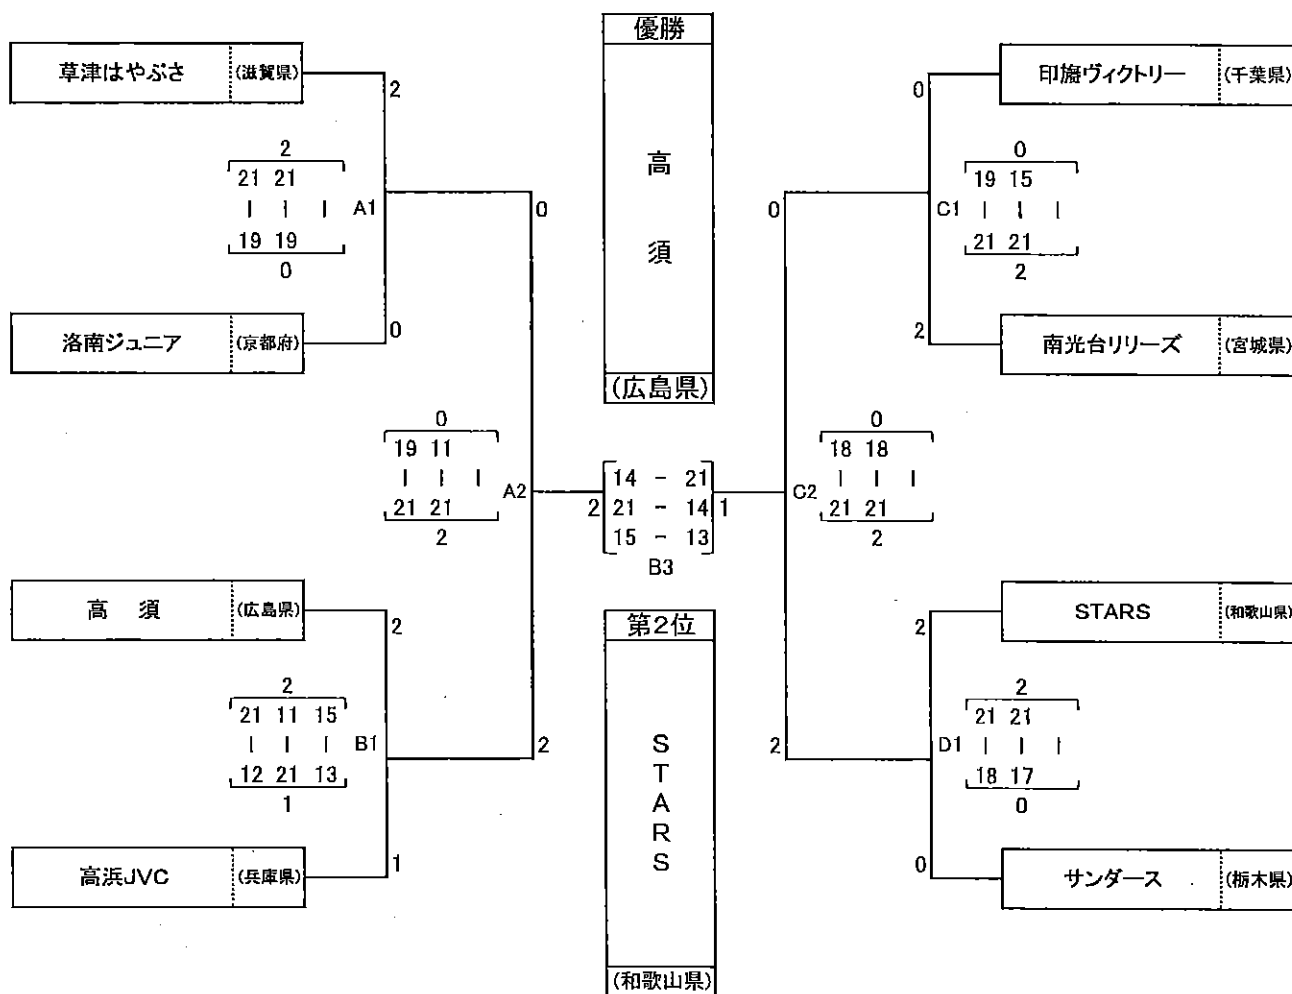 優勝
高
須
(広島県)
草津はやぶさ (滋賀県)
2
2
21 21
| | |
19 19
0
A1
洛南ジュニア (京都府)
0
0
0
19 11
| | |
21 21
2
A2
高 須 (広島県)
2
2
21 11 15
| | |
12 21 13
1
B1
高浜JVC (兵庫県)
1
2
2
14 - 21
21 - 14
15 - 13
1
B3
印旛ヴィクトリー (千葉県)
0
0
19 15
| | |
21 21
2
C1
南光台リリーズ (宮城県)
2
0
0
18 18
| | |
21 21
2
C2
STARS (和歌山県)
2
2
21 21
| | |
18 17
0
D1
サンダース (栃木県)
0
2
第2位
S
T
A
R
S
(和歌山県)